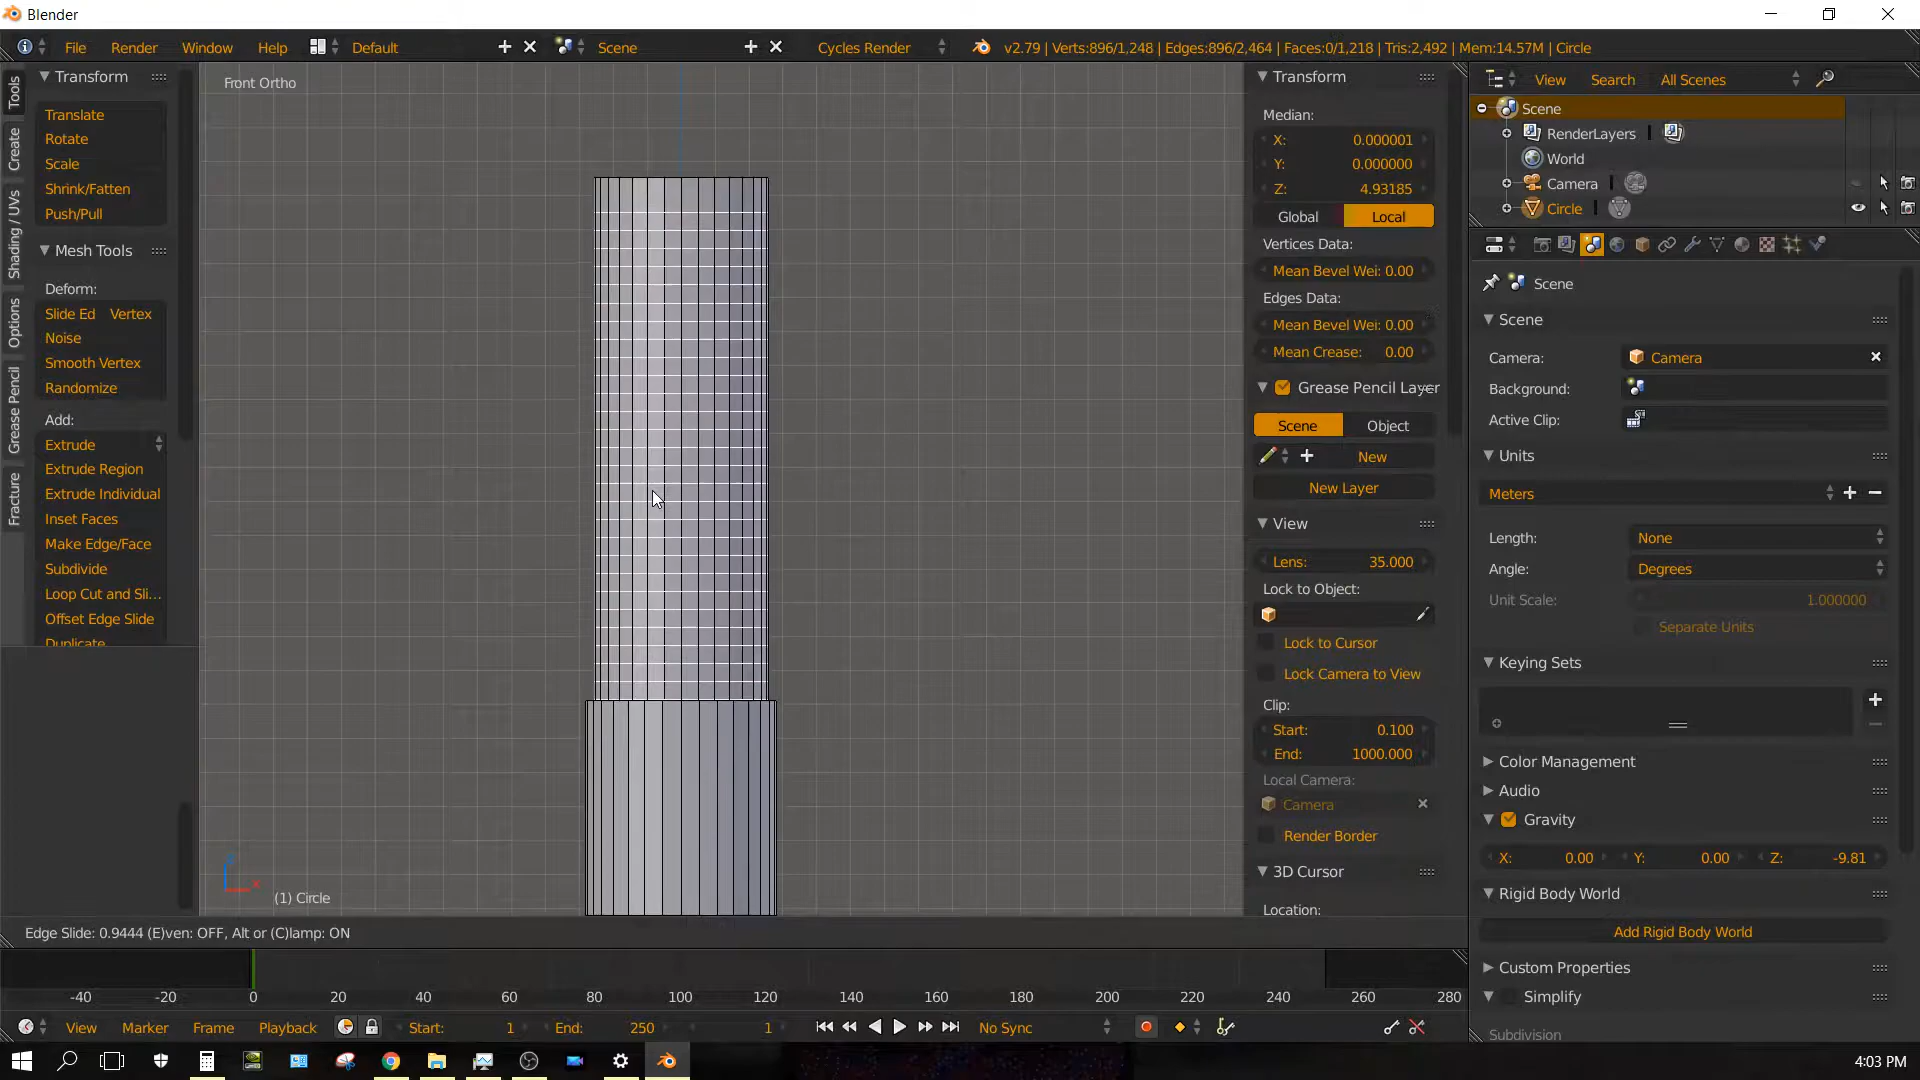 Blender
File Render Window Help Default Scene Cycles Render v2.79 | Verts:896/1,248 | Edges:896/2,464 | Faces:0/1,218 | Tris:2,492 | Mem:14.57M | Circle
Tools
Create
Shading / UVs
Options
Grease Pencil
Fracture
Transform
Translate
Rotate
Scale
Shrink/Fatten
Push/Pull
Mesh Tools
Deform:
Slide Ed Vertex
Noise
Smooth Vertex
Randomize
Add:
Extrude
Extrude Region
Extrude Individual
Inset Faces
Make Edge/Face
Subdivide
Loop Cut and Sli...
Offset Edge Slide
Duplicate
Front Ortho
(1) Circle
Edge Slide: 0.9444 (E)ven: OFF, Alt or (C)lamp: ON
Transform
Median:
X: 0.000001
Y: 0.000000
Z: 4.93185
Global Local
Vertices Data:
Mean Bevel Wei: 0.00
Edges Data:
Mean Bevel Wei: 0.00
Mean Crease: 0.00
Grease Pencil Layer
Scene Object
New
New Layer
View
Lens: 35.000
Lock to Object:
Lock to Cursor
Lock Camera to View
Clip:
Start: 0.100
End: 1000.000
Local Camera:
Camera
Render Border
3D Cursor
Location:
View Search All Scenes
Scene
RenderLayers
World
Camera
Circle
Scene
Scene
Camera: Camera
Background:
Active Clip:
Units
Meters
Length: None
Angle: Degrees
Unit Scale: 1.000000
Separate Units
Keying Sets
Color Management
Audio
Gravity
X: 0.00 Y: 0.00 Z: -9.81
Rigid Body World
Add Rigid Body World
Custom Properties
Simplify
Subdivision
-40 -20 0 20 40 60 80 100 120 140 160 180 200 220 240 260 280
View Marker Frame Playback Start: 1 End: 250 1 No Sync
4:03 PM